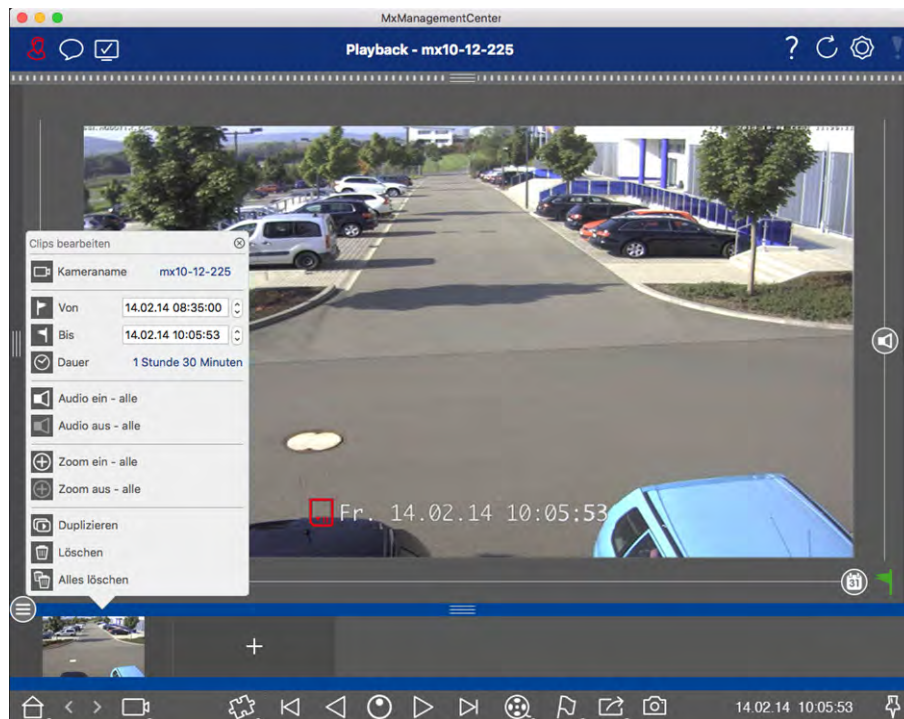 MxManagementCenter
Playback - mx10-12-225
?
Clips bearbeiten
Kameraname mx10-12-225
Von 14.02.14 08:35:00
Bis 14.02.14 10:05:53
Dauer 1 Stunde 30 Minuten
Audio ein - alle
Audio aus - alle
Zoom ein - alle
Zoom aus - alle
Duplizieren
Löschen
Alles löschen
Fr. 14.02.14 10:05:53
31
+
14.02.14 10:05:53